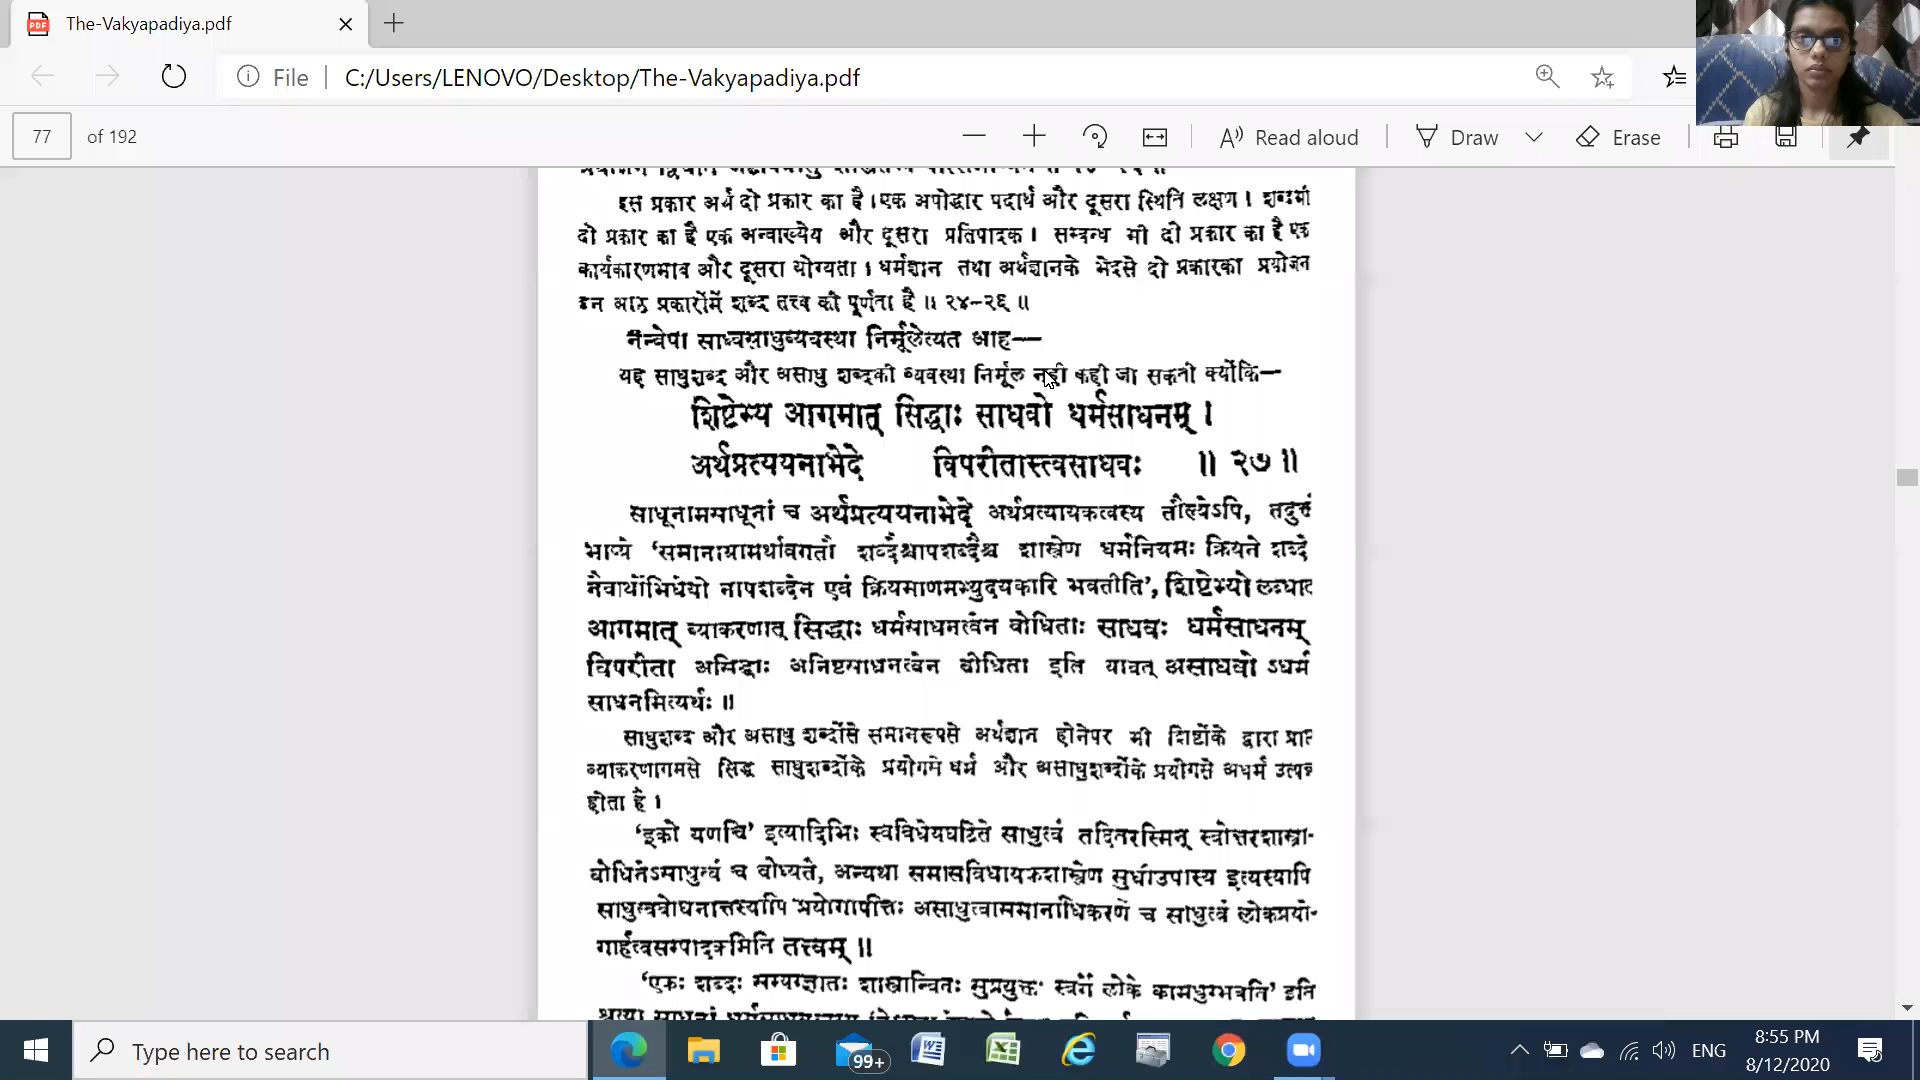 The-Vakyapadiya.pdf
File | C:/Users/LENOVO/Desktop/The-Vakyapadiya.pdf
77 of 192
Read aloud
Draw
Erase
इस प्रकार अर्थ दो प्रकार का है । एक अपोद्धार पदार्थ और दूसरा स्थिति लक्षण । शब्दभी
दो प्रकार का है एक अन्वाख्येय और दूसरा प्रतिपादक । सम्बन्ध भी दो प्रकार का है एक
कार्यकारणभाव और दूसरा योग्यता । धर्मज्ञान तथा अर्थज्ञानके भेदसे दो प्रकारका प्रयोजन
इन आठ प्रकारोंमें शब्द तत्त्व की पूर्णता है ॥ २४-२६ ॥
नन्वेषा साध्वसाधुव्यवस्था निर्मूलेत्यत आह—
यह साधुशब्द और असाधु शब्दकी व्यवस्था निर्मूल नहीं कही जा सकती क्योंकि—
शिष्टेभ्य आगमात् सिद्धाः साधवो धर्मसाधनम् ।
अर्थप्रत्ययनाभेदे विपरीतास्त्वसाधवः ॥ २७ ॥
साधूनामसाधूनां च अर्थप्रत्ययनाभेदे अर्थप्रत्यायकत्वस्य तौल्येऽपि, तदुक्तं
भाष्ये 'समानायामर्थावगतौ शब्दैश्चापशब्दैश्च शास्त्रेण धर्मनियमः क्रियते शब्दे
नैवार्थोभिधेयो नापशब्देन एवं क्रियमाणमभ्युदयकारि भवतीति', शिष्टेभ्यो लब्धाद
आगमात् व्याकरणात् सिद्धाः धर्मसाधनत्वेन बोधिताः साधवः धर्मसाधनम्
विपरीता असिद्धाः अनिष्टसाधनत्वेन बोधिता इति यावत् असाधवो ऽधर्म
साधनमित्यर्थः ॥
साधुशब्द और असाधु शब्दोंसे समानरूपसे अर्थज्ञान होनेपर भी शिष्टोंके द्वारा प्राप्त
व्याकरणागमसे सिद्ध साधुशब्दोंके प्रयोगमे धर्म और असाधुशब्दोंके प्रयोगसे अधर्म उत्पन्न
होता है ।
'इको यणचि' इत्यादिभिः स्वविधेयघटिते साधुत्वं तदितरस्मिन् स्वोत्तरशास्त्रा-
बोधितेऽसाधुत्वं च बोध्यते, अन्यथा समासविधायकशास्त्रेण सुधीउपास्य इत्यस्यापि
साधुत्वबोधनात्तस्यापि प्रयोगापत्तिः असाधुत्वासमानाधिकरणं च साधुत्वं लोकप्रयो-
गार्हत्वसम्पादकमिति तत्त्वम् ॥
'एकः शब्दः सम्यग्ज्ञातः शास्त्रान्वितः सुप्रयुक्तः स्वर्गे लोके कामधुग्भवति' इति
Type here to search
99+
ENG
8:55 PM
8/12/2020